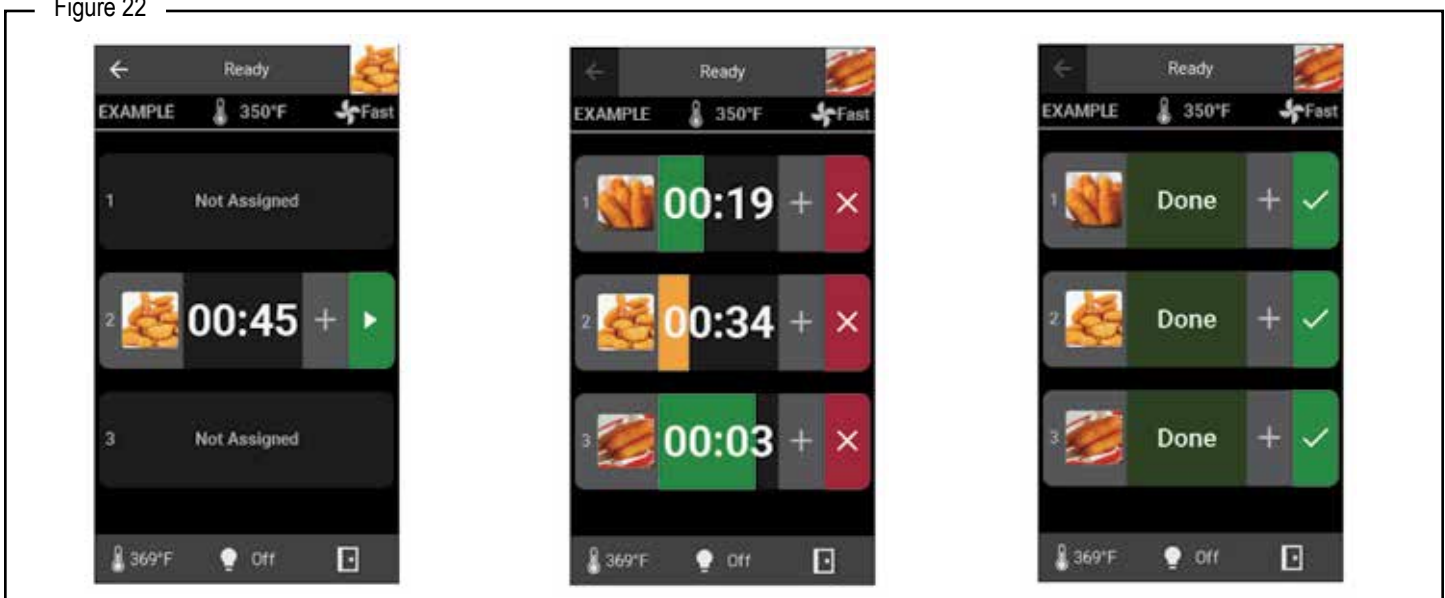 Figure 22
Ready
EXAMPLE 350°F Fast
1 Not Assigned
2 00:45 +
3 Not Assigned
369°F Off
Ready
EXAMPLE 350°F Fast
1 00:19 + ×
2 00:34 + ×
3 00:03 + ×
369°F Off
Ready
EXAMPLE 350°F Fast
1 Done +
2 Done +
3 Done +
369°F Off